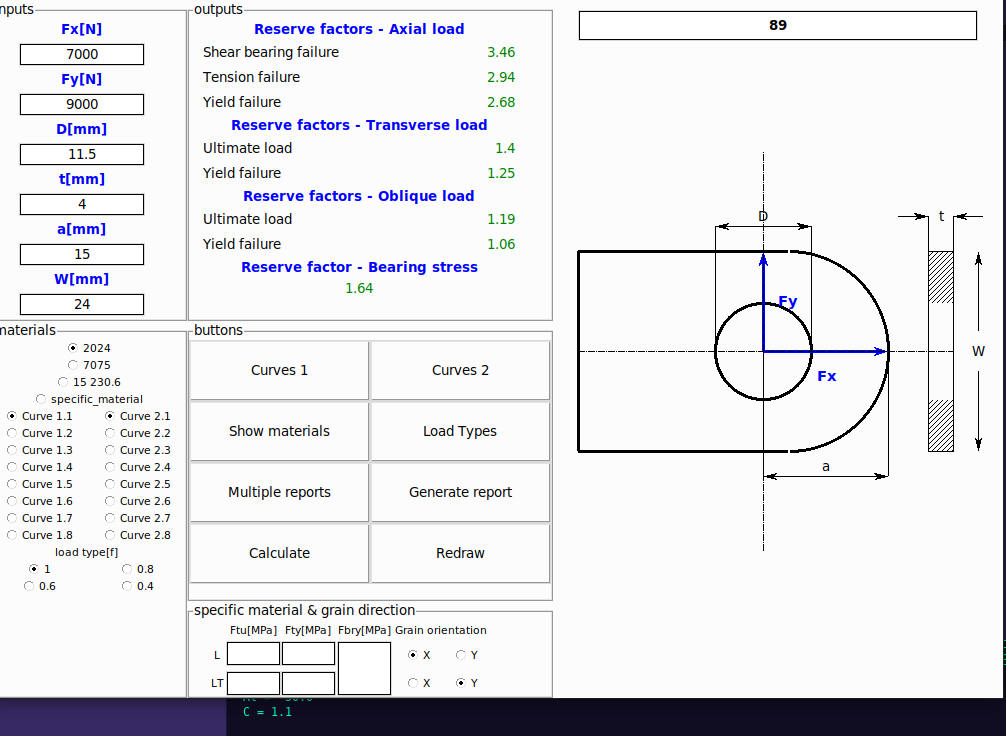 nputs
Fx[N]
7000
Fy[N]
9000
D[mm]
11.5
t[mm]
4
a[mm]
15
W[mm]
24
outputs
Reserve factors - Axial load
Shear bearing failure 3.46
Tension failure 2.94
Yield failure 2.68
Reserve factors - Transverse load
Ultimate load 1.4
Yield failure 1.25
Reserve factors - Oblique load
Ultimate load 1.19
Yield failure 1.06
Reserve factor - Bearing stress
1.64
89
D
t
Fy
W
Fx
a
materials
2024
7075
15 230.6
specific_material
Curve 1.1 Curve 2.1
Curve 1.2 Curve 2.2
Curve 1.3 Curve 2.3
Curve 1.4 Curve 2.4
Curve 1.5 Curve 2.5
Curve 1.6 Curve 2.6
Curve 1.7 Curve 2.7
Curve 1.8 Curve 2.8
load type[f]
1 0.8
0.6 0.4
buttons
Curves 1 Curves 2
Show materials Load Types
Multiple reports Generate report
Calculate Redraw
specific material & grain direction
Ftu[MPa] Fty[MPa] Fbry[MPa] Grain orientation
L X Y
LT X Y
C = 1.1